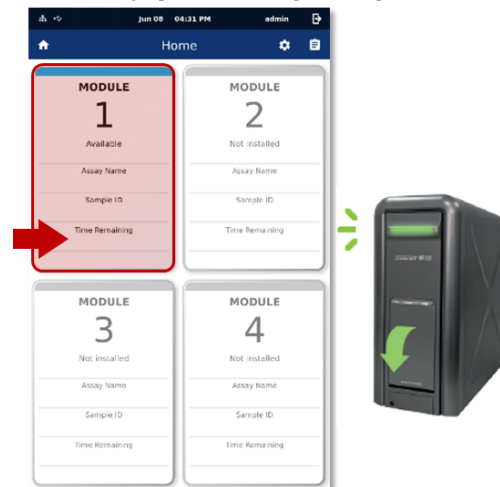 Jun 08 04:31 PM admin
Home
MODULE
1
Available
Assay Name
Sample ID
Time Remaining
MODULE
2
Not installed
Assay Name
Sample ID
Time Remaining
M10
MODULE
3
Not installed
Assay Name
Sample ID
Time Remaining
MODULE
4
Not installed
Assay Name
Sample ID
Time Remaining